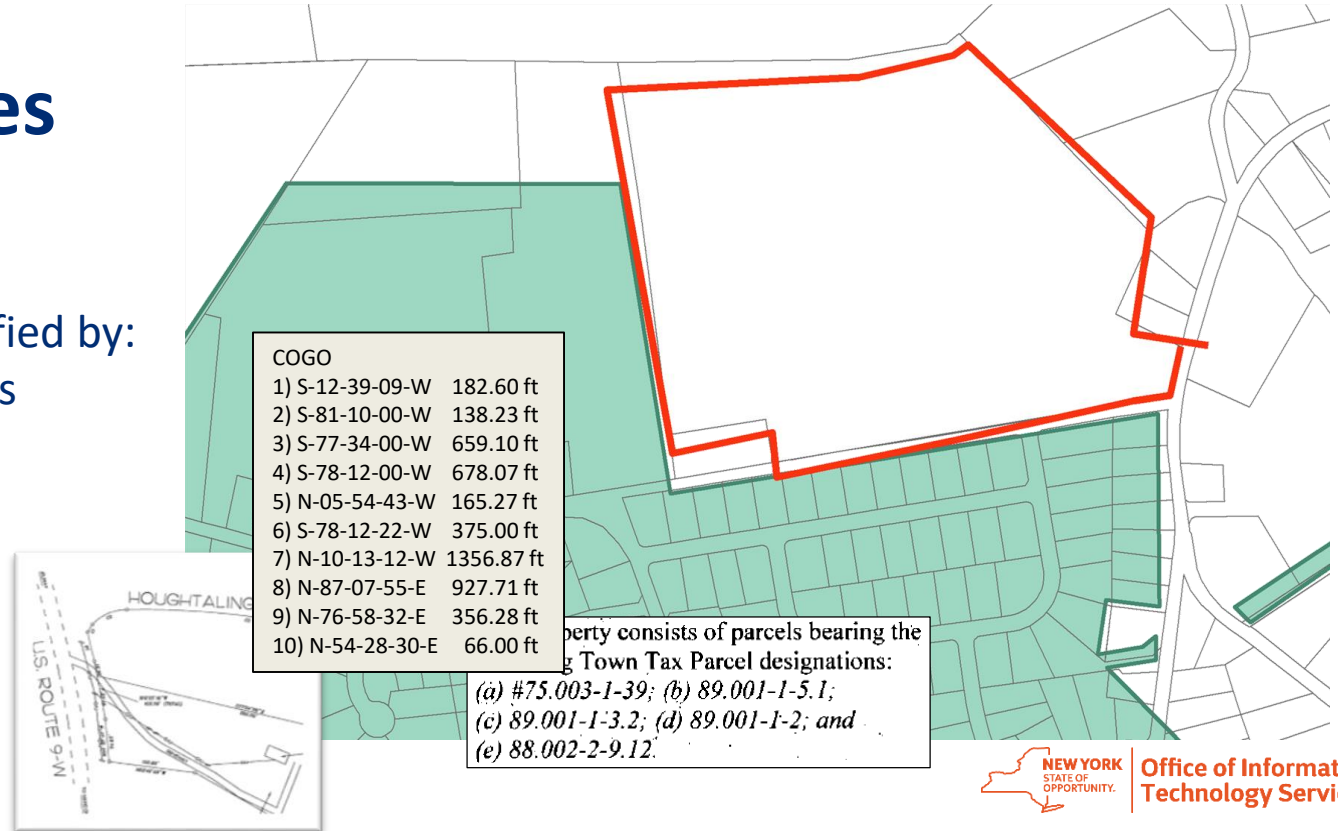 es
fied by:
s
COGO
1) S-12-39-09-W 182.60 ft
2) S-81-10-00-W 138.23 ft
3) S-77-34-00-W 659.10 ft
4) S-78-12-00-W 678.07 ft
5) N-05-54-43-W 165.27 ft
6) S-78-12-22-W 375.00 ft
7) N-10-13-12-W 1356.87 ft
8) N-87-07-55-E 927.71 ft
9) N-76-58-32-E 356.28 ft
10) N-54-28-30-E 66.00 ft
HOUGHTALING
U.S. ROUTE 9-W
perty consists of parcels bearing the
g Town Tax Parcel designations:
(a) #75.003-1-39; (b) 89.001-1-5.1;
(c) 89.001-1-3.2; (d) 89.001-1-2; and
(e) 88.002-2-9.12.
NEW YORK
STATE OF
OPPORTUNITY.
Office of Informat
Technology Servi